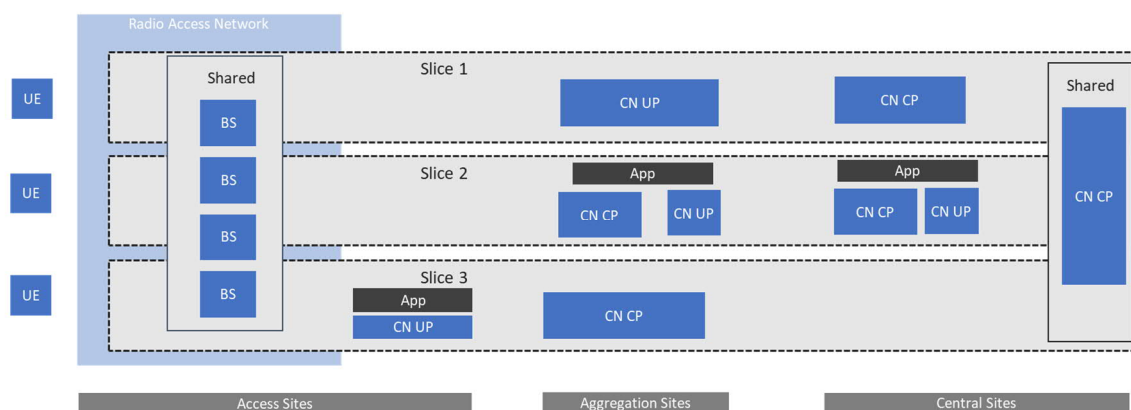 Radio Access Network
Shared
Slice 1
Shared
UE
BS
CN UP
CN CP
Slice 2
App
App
UE
BS
CN CP
CN UP
CN CP
CN UP
CN CP
BS
Slice 3
UE
BS
App
CN UP
CN CP
Access Sites
Aggregation Sites
Central Sites